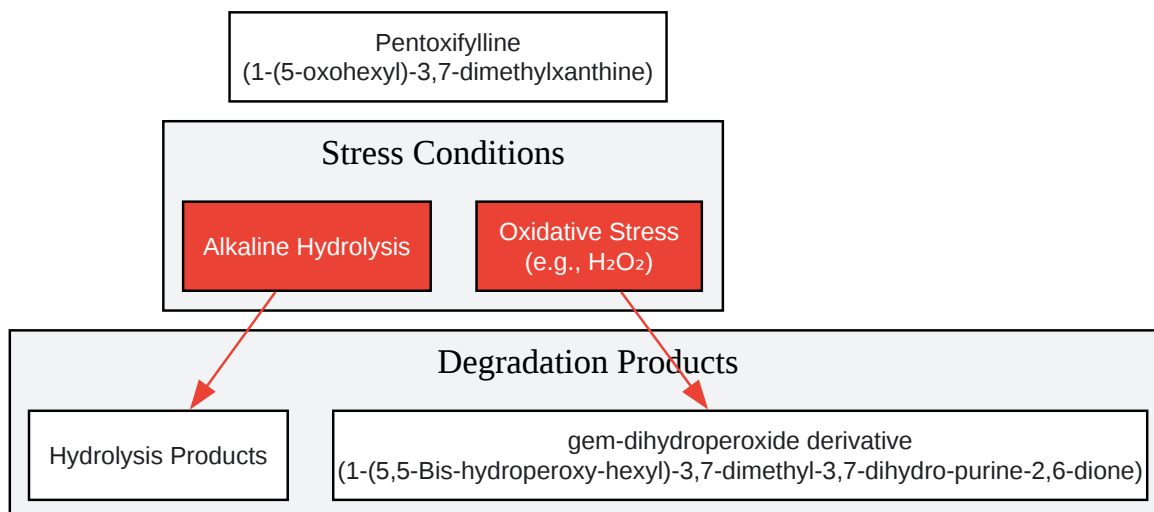 Pentoxifylline
(1-(5-oxohexyl)-3,7-dimethylxanthine)
Stress Conditions
Alkaline Hydrolysis
Oxidative Stress
(e.g., H₂O₂)
Degradation Products
Hydrolysis Products
gem-dihydroperoxide derivative
(1-(5,5-Bis-hydroperoxy-hexyl)-3,7-dimethyl-3,7-dihydro-purine-2,6-dione)